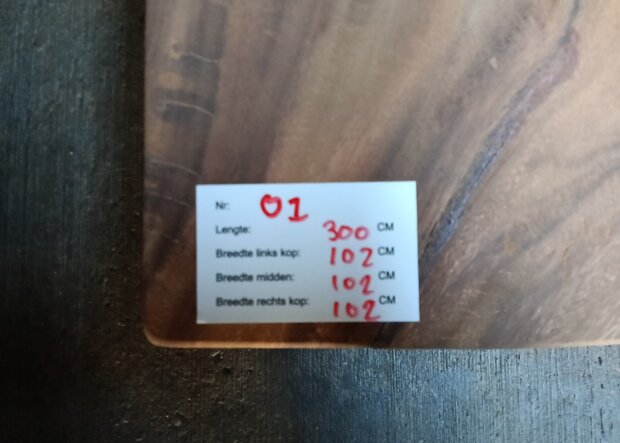 Nr: 01
Lengte: 300 CM
Breedte links kop: 102 CM
Breedte midden: 102 CM
Breedte rechts kop: 102 CM